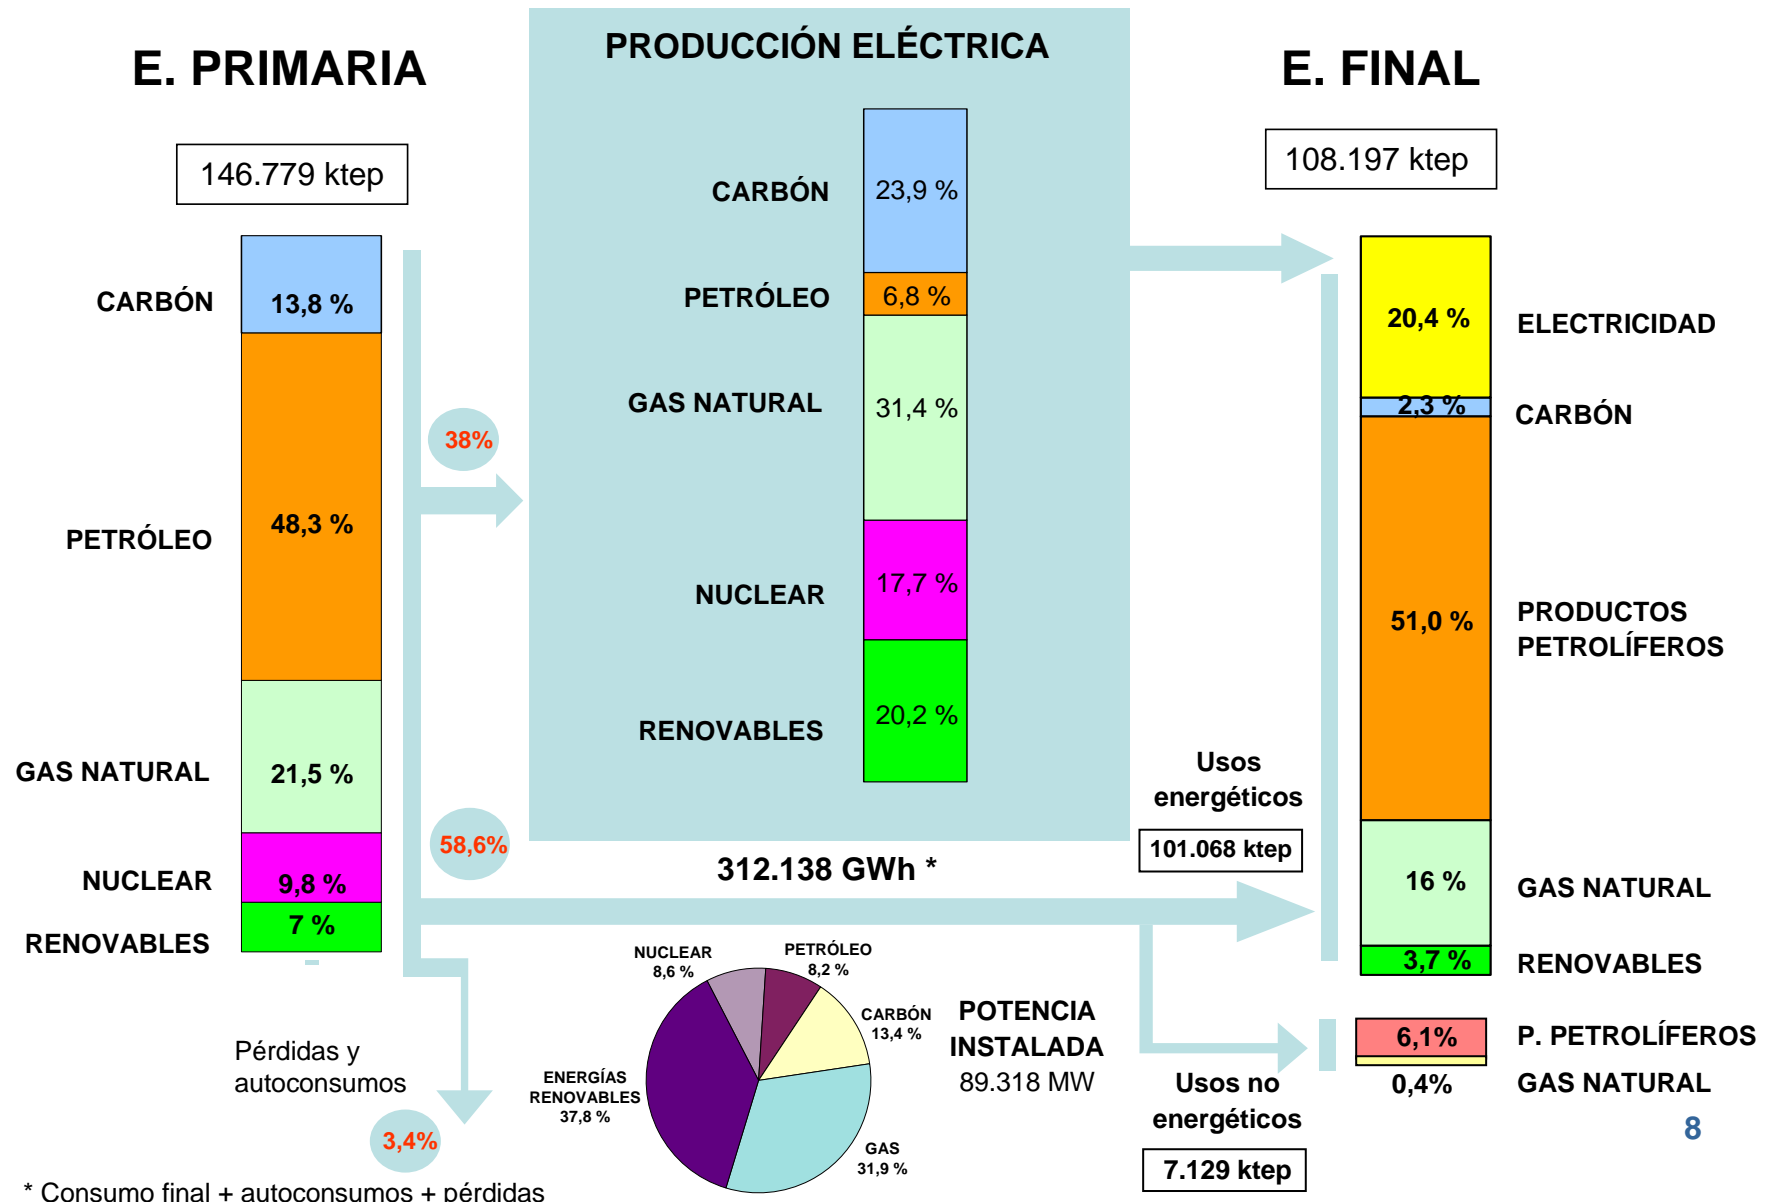 E. PRIMARIA
146.779 ktep
CARBÓN
13,8 %
PETRÓLEO
48,3 %
GAS NATURAL
21,5 %
NUCLEAR
9,8 %
RENOVABLES
7 %
38%
58,6%
Pérdidas y
autoconsumos
3,4%
PRODUCCIÓN ELÉCTRICA
CARBÓN
23,9 %
PETRÓLEO
6,8 %
GAS NATURAL
31,4 %
NUCLEAR
17,7 %
RENOVABLES
20,2 %
312.138 GWh *
NUCLEAR
8,6 %
PETRÓLEO
8,2 %
CARBÓN
13,4 %
ENERGÍAS
RENOVABLES
37,8 %
GAS
31,9 %
POTENCIA
INSTALADA
89.318 MW
E. FINAL
108.197 ktep
20,4 %
ELECTRICIDAD
2,3 %
CARBÓN
51,0 %
PRODUCTOS
PETROLÍFEROS
16 %
GAS NATURAL
3,7 %
RENOVABLES
Usos
energéticos
101.068 ktep
6,1%
P. PETROLÍFEROS
0,4%
GAS NATURAL
Usos no
energéticos
7.129 ktep
8
* Consumo final + autoconsumos + pérdidas